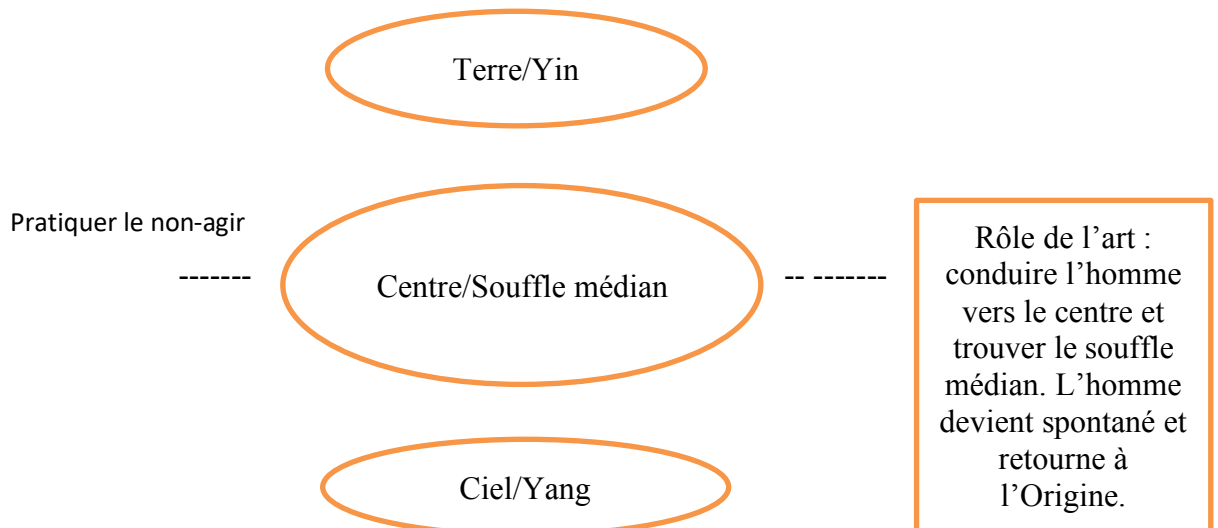 Terre/Yin
Pratiquer le non-agir
------- Centre/Souffle médian -- -------
Rôle de l’art :
conduire l’homme
vers le centre et
trouver le souffle
médian. L’homme
devient spontané et
retourne à
l’Origine.
Ciel/Yang